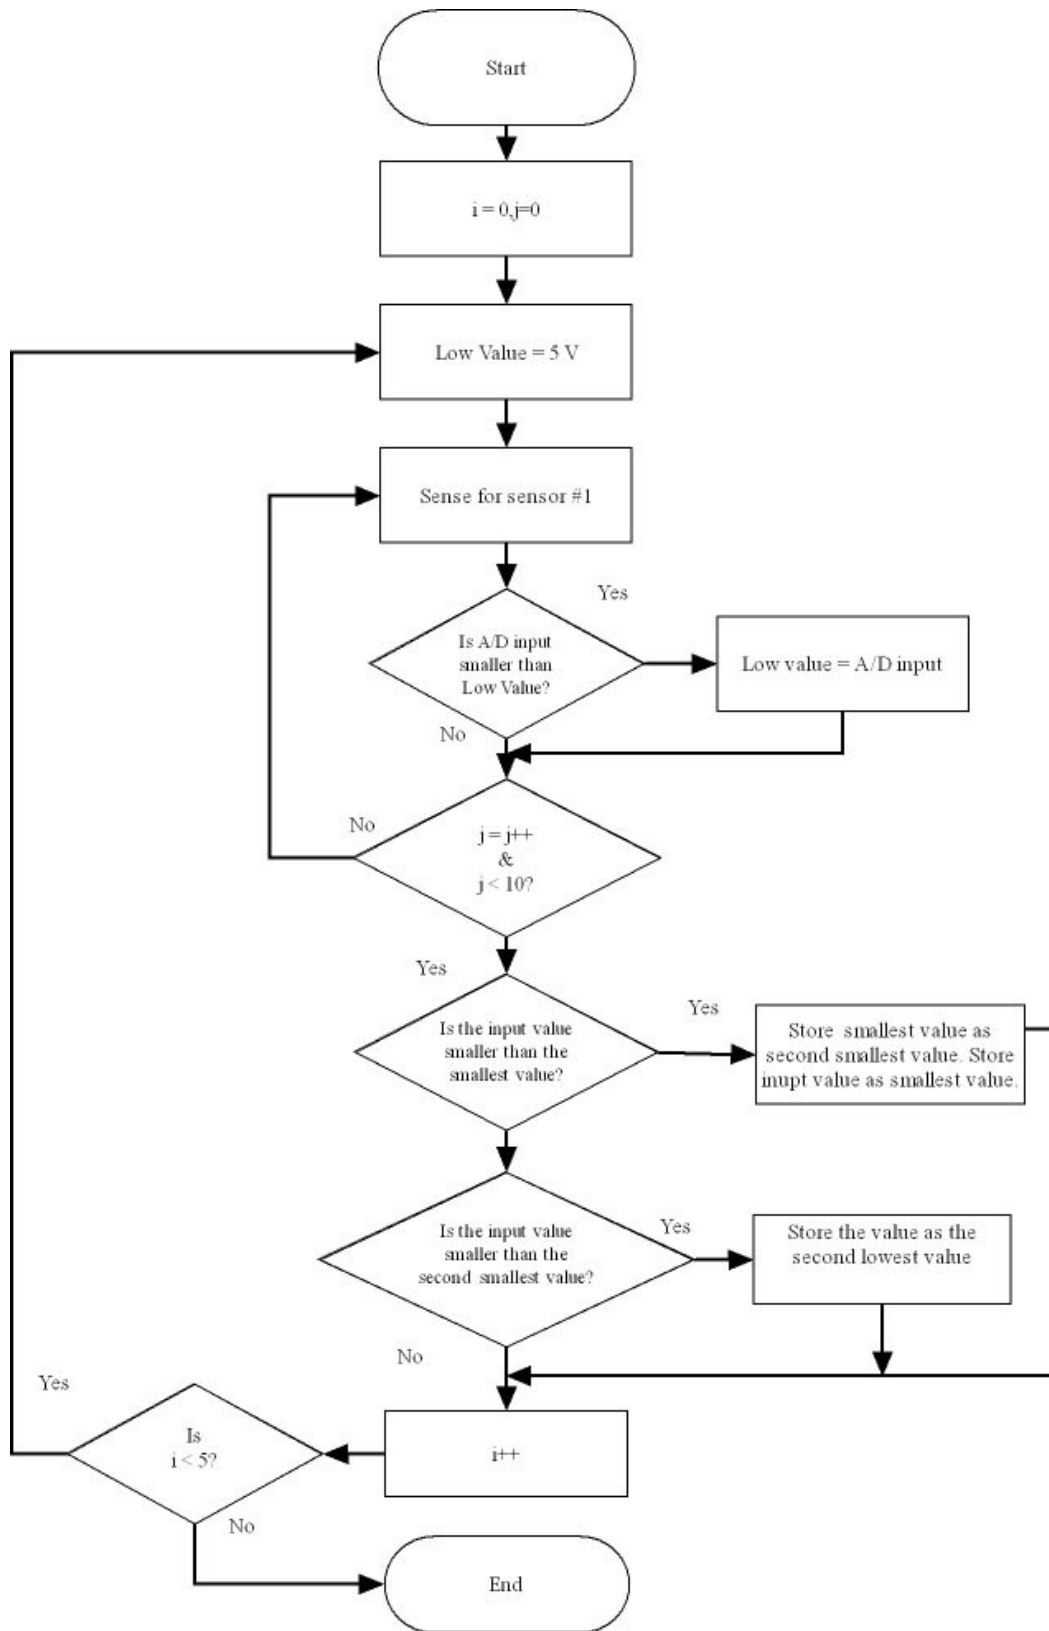 Start
i = 0,j=0
Low Value = 5 V
Sense for sensor #1
Yes
Is A/D input
smaller than
Low Value?
Low value = A/D input
No
No
j = j++
&
j < 10?
Yes
Is the input value
smaller than the
smallest value?
Yes
Store smallest value as
second smallest value. Store
inupt value as smallest value.
Is the input value
smaller than the
second smallest value?
Yes
Store the value as the
second lowest value
No
Yes
Is
i < 5?
i++
No
End